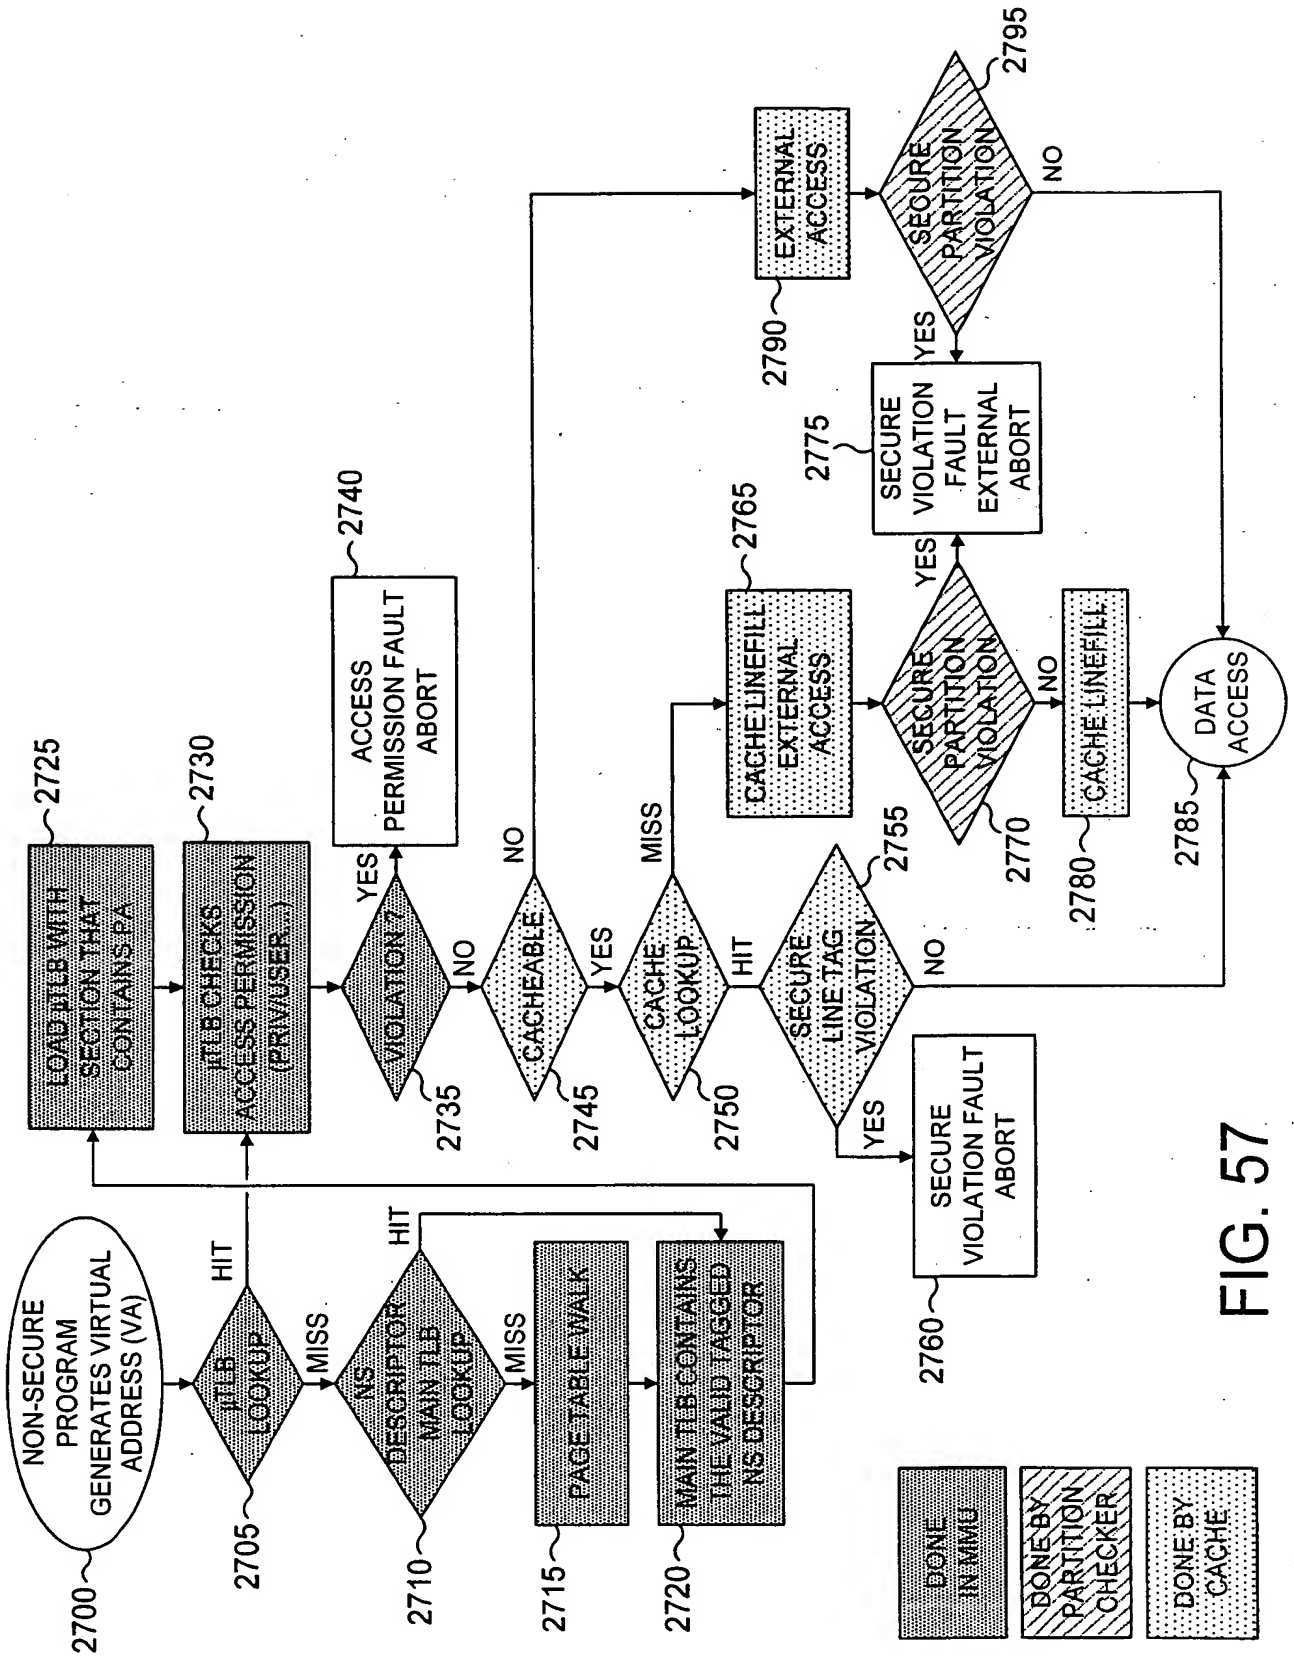 NON-SECURE
PROGRAM
GENERATES VIRTUAL
ADDRESS (VA)
2700
µTLB
LOOKUP
2705
HIT
MISS
NS
DESCRIPTOR
MAIN TLB
LOOKUP
2710
HIT
MISS
PAGE TABLE WALK
2715
MAIN TLB CONTAINS
THE VALID TAGGED
NS DESCRIPTOR
2720
LOAD µTLB WITH
SECTION THAT
CONTAINS PA
2725
µTLB CHECKS
ACCESS PERMISSION
(PRIV/USER..)
2730
VIOLATION ?
2735
YES
NO
ACCESS
PERMISSION FAULT
ABORT
2740
CACHEABLE
2745
NO
YES
CACHE
LOOKUP
2750
MISS
HIT
SECURE
LINE TAG
VIOLATION
2755
YES
NO
SECURE
VIOLATION FAULT
ABORT
2760
CACHE LINEFILL
EXTERNAL
ACCESS
2765
SECURE
PARTITION
VIOLATION
2770
YES
NO
SECURE
VIOLATION
FAULT
EXTERNAL
ABORT
2775
CACHE LINEFILL
2780
DATA
ACCESS
2785
EXTERNAL
ACCESS
2790
SECURE
PARTITION
VIOLATION
2795
YES
NO
DONE
IN MMU
DONE BY
PARTITION
CHECKER
DONE BY
CACHE
FIG. 57